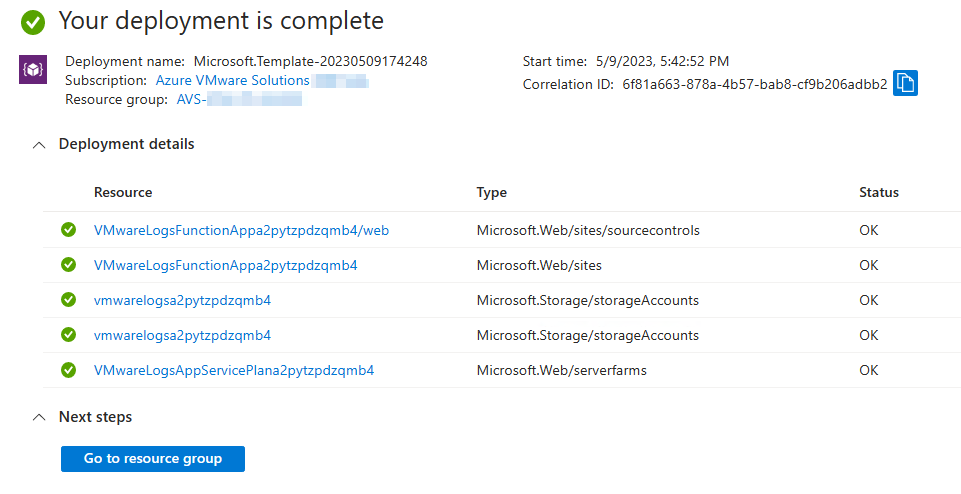 Your deployment is complete
Deployment name: Microsoft.Template-20230509174248
Subscription: Azure VMware Solutions
Resource group: AVS-
Start time: 5/9/2023, 5:42:52 PM
Correlation ID: 6f81a663-878a-4b57-bab8-cf9b206adbb2
Deployment details
Resource Type Status
VMwareLogsFunctionAppa2pytzpdzqmb4/web Microsoft.Web/sites/sourcecontrols OK
VMwareLogsFunctionAppa2pytzpdzqmb4 Microsoft.Web/sites OK
vmwarelogsa2pytzpdzqmb4 Microsoft.Storage/storageAccounts OK
vmwarelogsa2pytzpdzqmb4 Microsoft.Storage/storageAccounts OK
VMwareLogsAppServicePlana2pytzpdzqmb4 Microsoft.Web/serverfarms OK
Next steps
Go to resource group